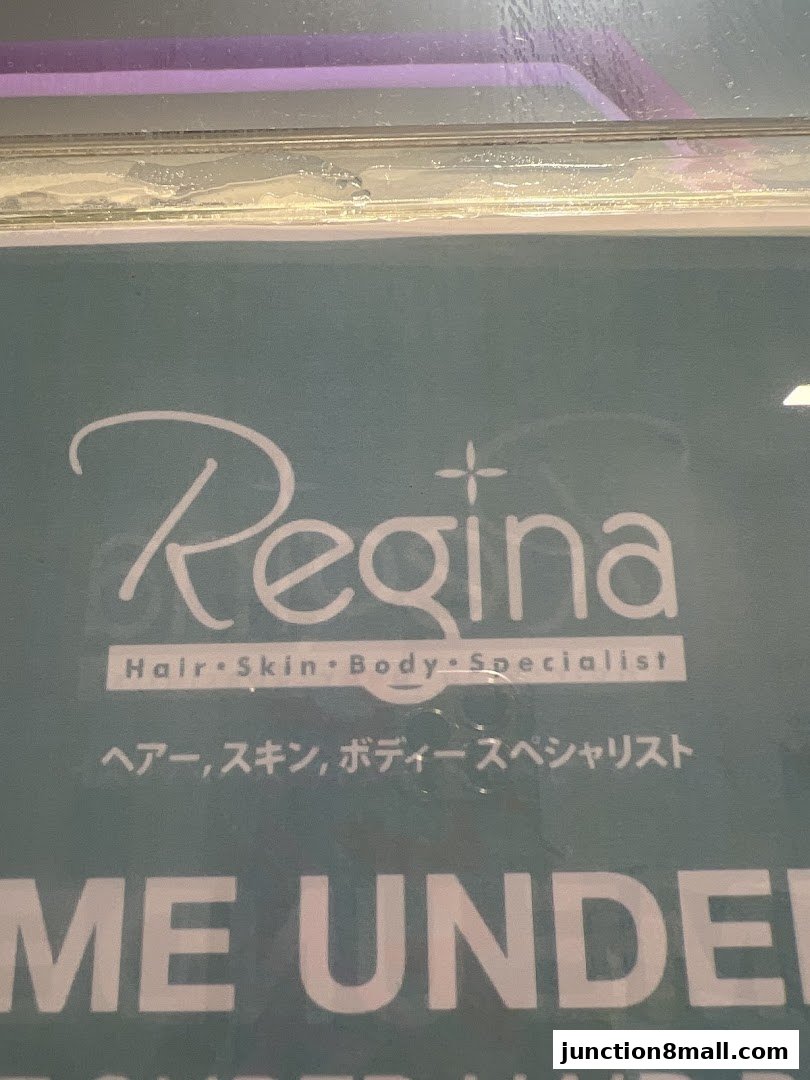 Regina
Hair•Skin•Body•Specialist
ヘアー,スキン,ボディー スペシャリスト
ME UNDE
junction8mall.com